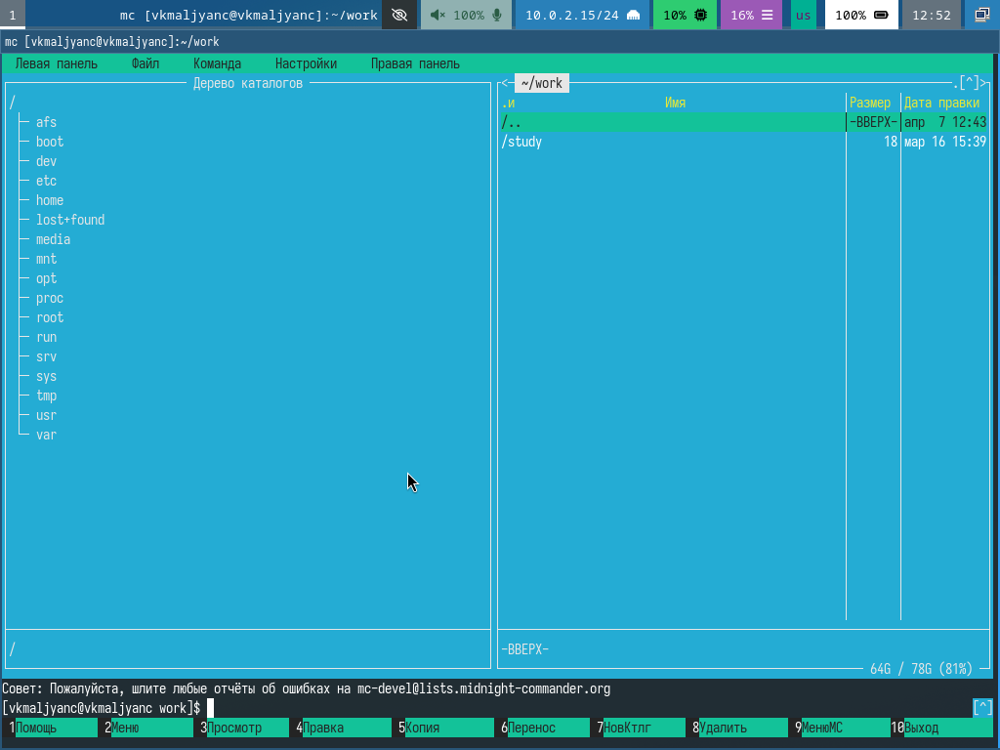 1 mc [vkmaljyanc@vkmaljyanc]:~/work 100% 10.0.2.15/24 10% 16% us 100% 12:52
mc [vkmaljyanc@vkmaljyanc]:~/work
Левая панель Файл Команда Настройки Правая панель
Дерево каталогов
/
afs
boot
dev
etc
home
lost+found
media
mnt
opt
proc
root
run
srv
sys
tmp
usr
var
/
<- ~/work .[^]>
.и Имя Размер Дата правки
/.. -ВВЕРХ- апр 7 12:43
/study 18 мар 16 15:39
-ВВЕРХ-
64G / 78G (81%)
Совет: Пожалуйста, шлите любые отчёты об ошибках на mc-devel@lists.midnight-commander.org
[vkmaljyanc@vkmaljyanc work]$ [^]
1Помощь 2Меню 3Просмотр 4Правка 5Копия 6Перенос 7НовКтлг 8Удалить 9МенюMC 10Выход